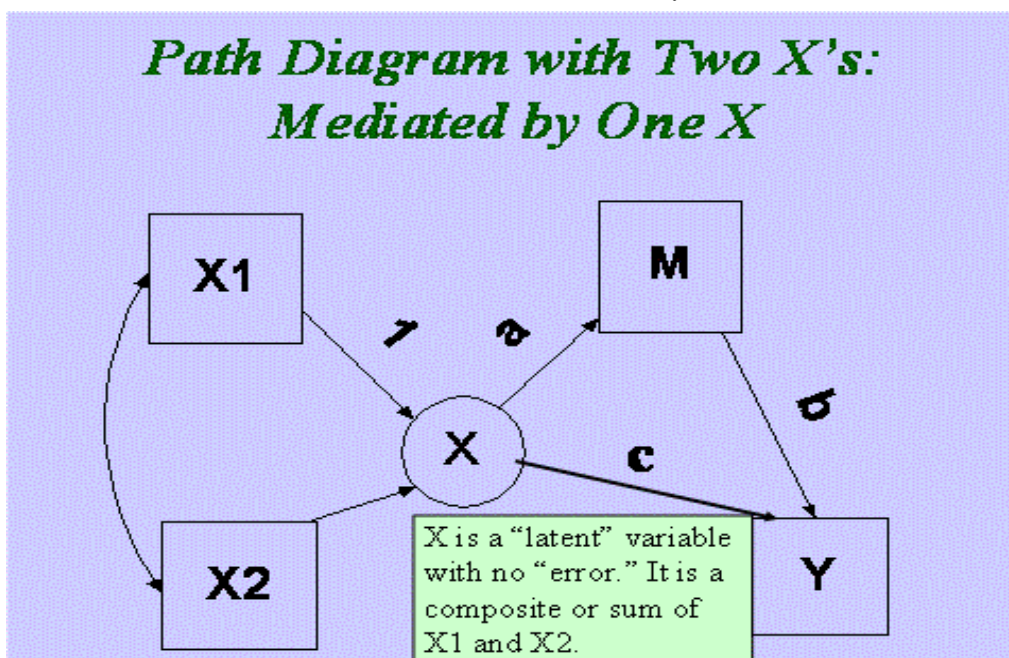 Path Diagram with Two X's:
Mediated by One X
X1
M
1
a
b
X
c
X is a “latent” variable
with no “error.” It is a
composite or sum of
X1 and X2.
X2
Y